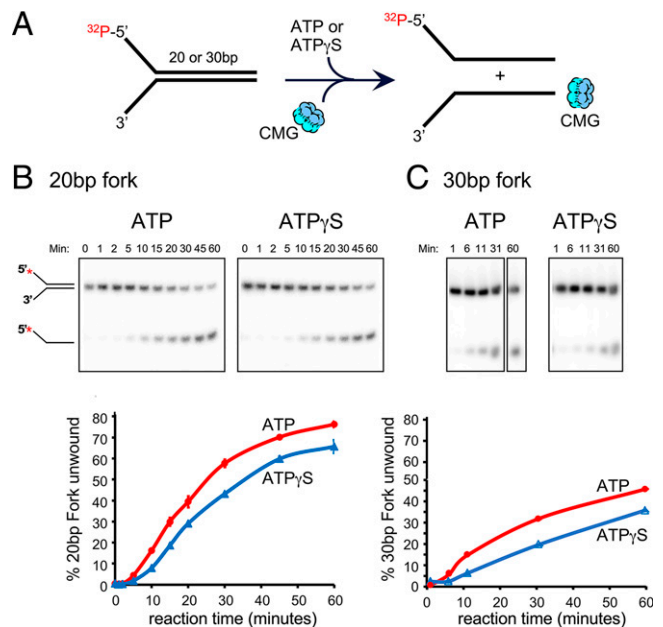 A
32P-5'
20 or 30bp
3'
ATP or
ATPγS
CMG
32P-5'
+
3'
CMG
B 20bp fork
ATP
ATPγS
Min: 0 1 2 5 10 15 20 30 45 60
0 1 2 5 10 15 20 30 45 60
5'*
3'
5'*
% 20bp Fork unwound
80
70
60
50
40
30
20
10
0
ATP
ATPγS
0 10 20 30 40 50 60
reaction time (minutes)
C 30bp fork
ATP
ATPγS
Min: 1 6 11 31 60
1 6 11 31 60
% 30bp Fork unwound
80
70
60
50
40
30
20
10
0
ATP
ATPγS
0 10 20 30 40 50 60
reaction time (minutes)